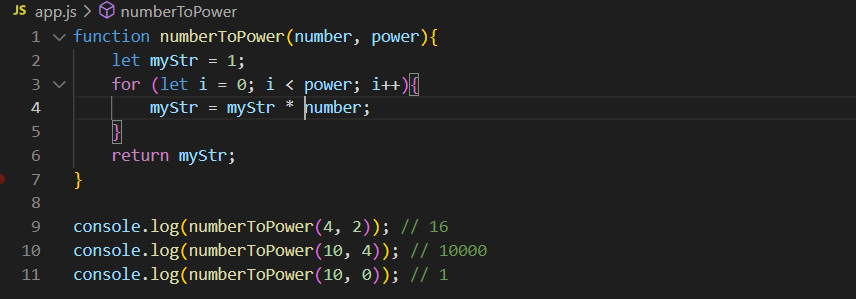 JS app.js > numberToPower
1 function numberToPower(number, power){
2     let myStr = 1;
3     for (let i = 0; i < power; i++){
4         myStr = myStr * number;
5     }
6     return myStr;
7 }
8
9 console.log(numberToPower(4, 2)); // 16
10 console.log(numberToPower(10, 4)); // 10000
11 console.log(numberToPower(10, 0)); // 1